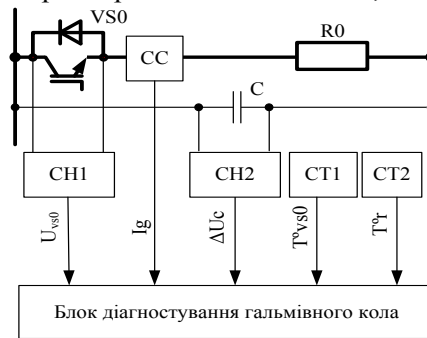 VS0
R0
CC
C
CH1
CH2
CT1
CT2
Uvs0
Ig
ΔUc
T°vs0
T°r
Блок діагностування гальмівного кола